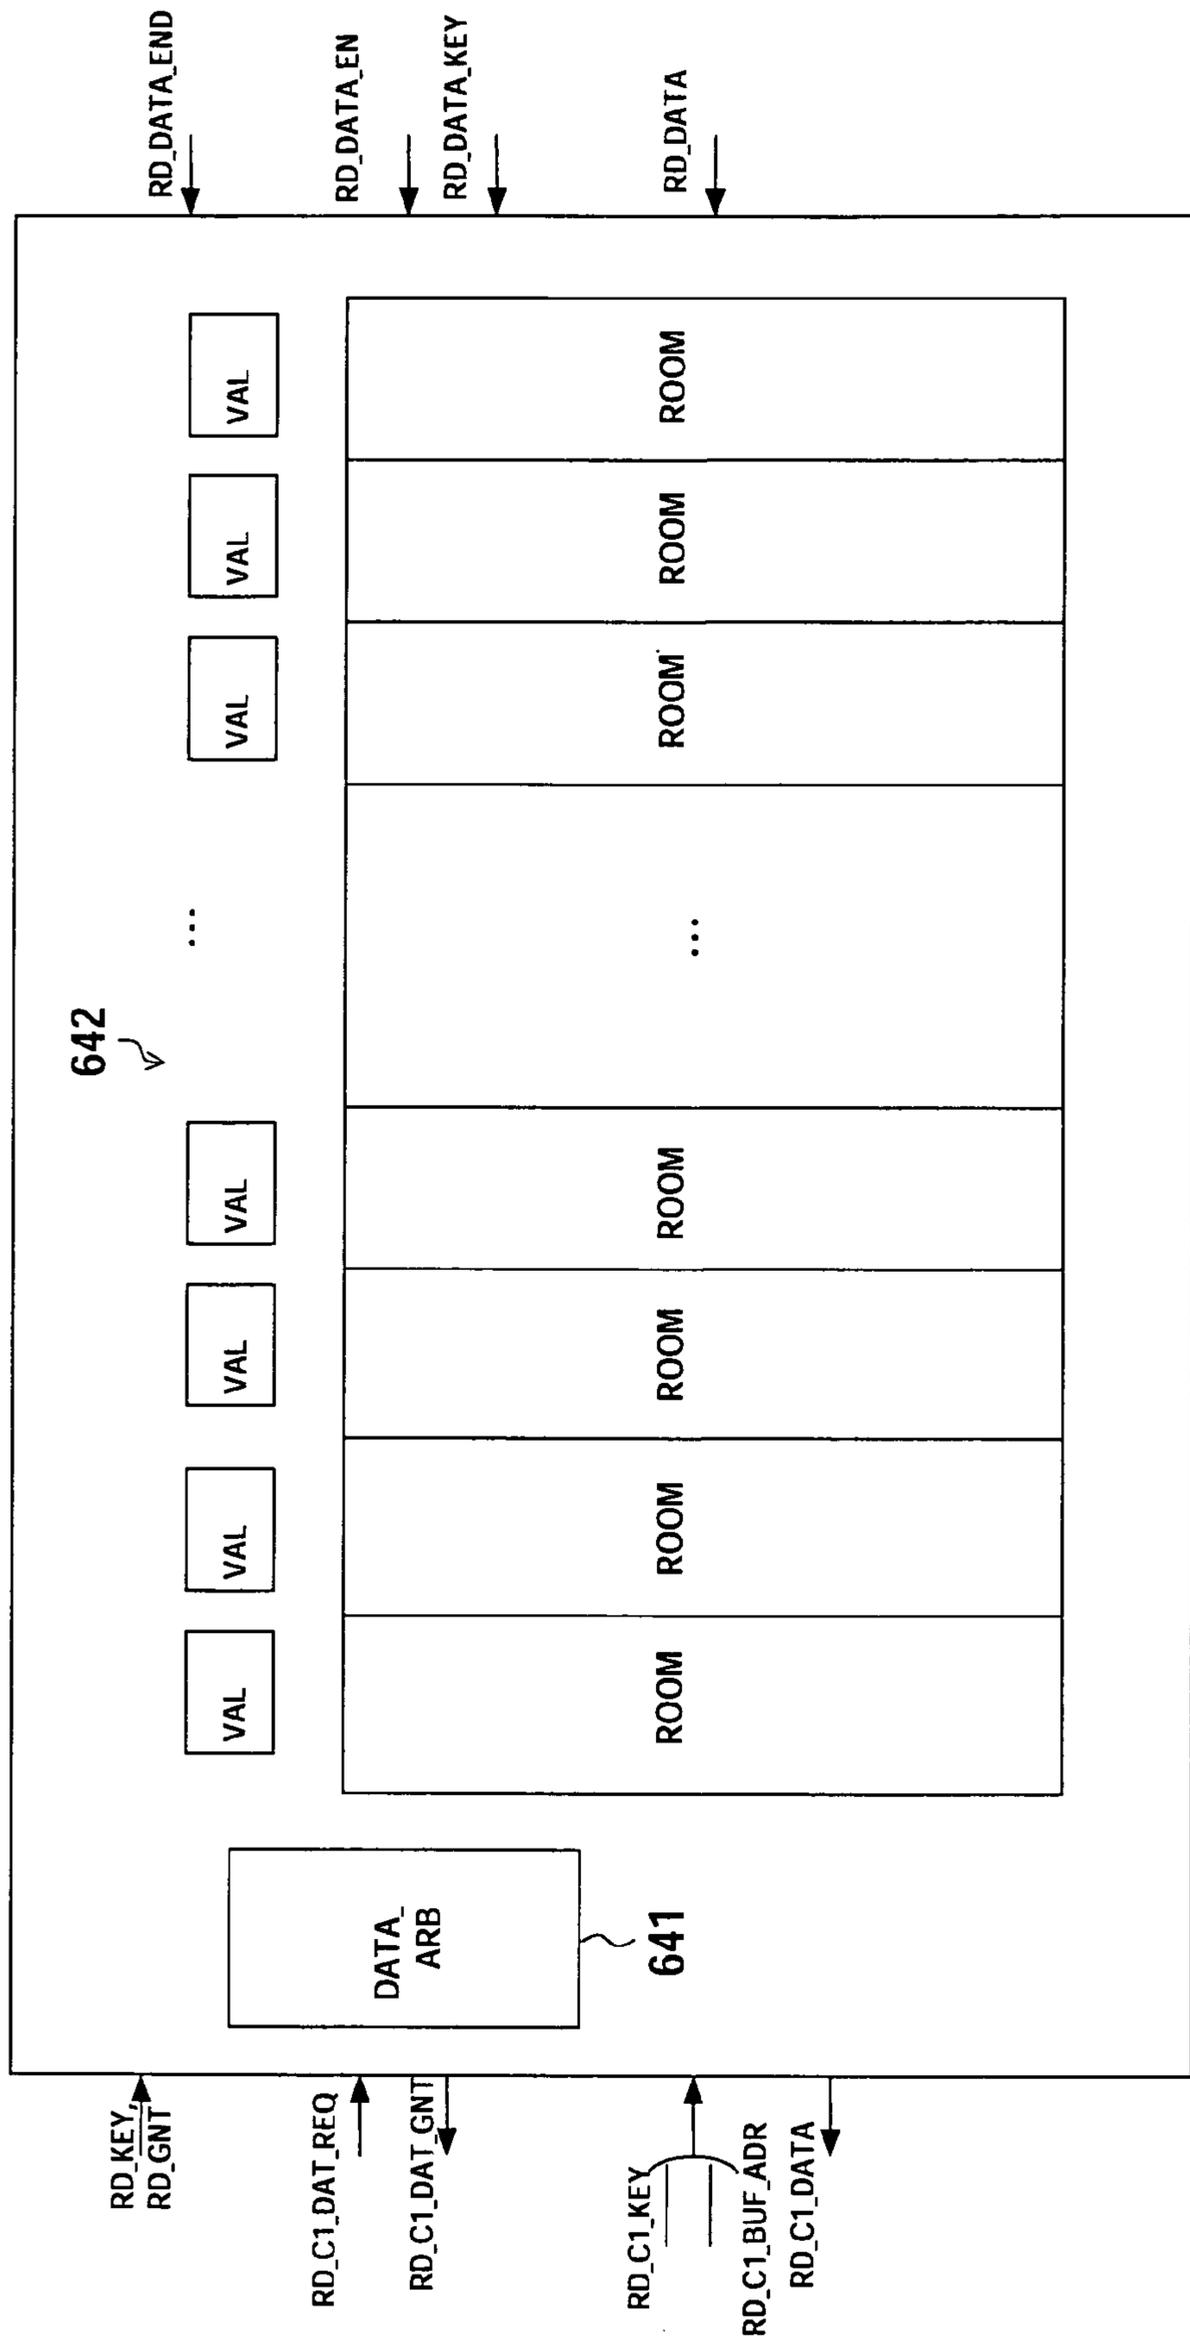 RD_KEY,
RD_GNT
RD_C1_DAT_REQ
RD_C1_DAT_GNT
RD_C1_KEY
RD_C1_BUF_ADR
RD_C1_DATA
DATA_
ARB
641
642
VAL
VAL
VAL
VAL
...
VAL
VAL
VAL
ROOM
ROOM
ROOM
ROOM
...
ROOM
ROOM
ROOM
RD_DATA_END
RD_DATA_EN
RD_DATA_KEY
RD_DATA